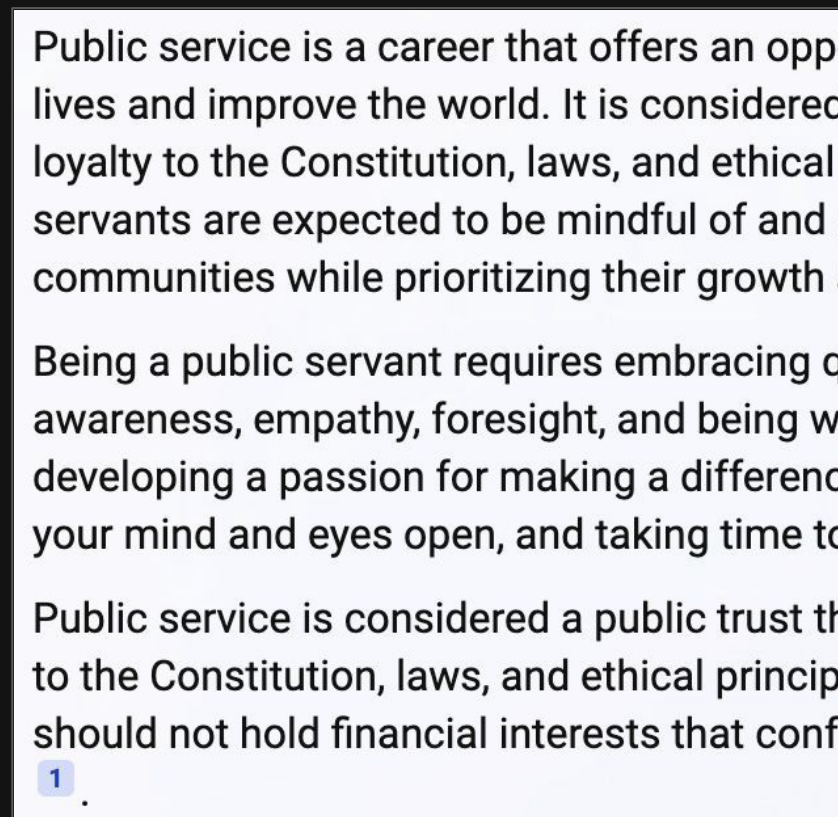 Public service is a career that offers an opp
lives and improve the world. It is considered
loyalty to the Constitution, laws, and ethical
servants are expected to be mindful of and
communities while prioritizing their growth
Being a public servant requires embracing
awareness, empathy, foresight, and being w
developing a passion for making a differenc
your mind and eyes open, and taking time to
Public service is considered a public trust th
to the Constitution, laws, and ethical princip
should not hold financial interests that conf
1 .